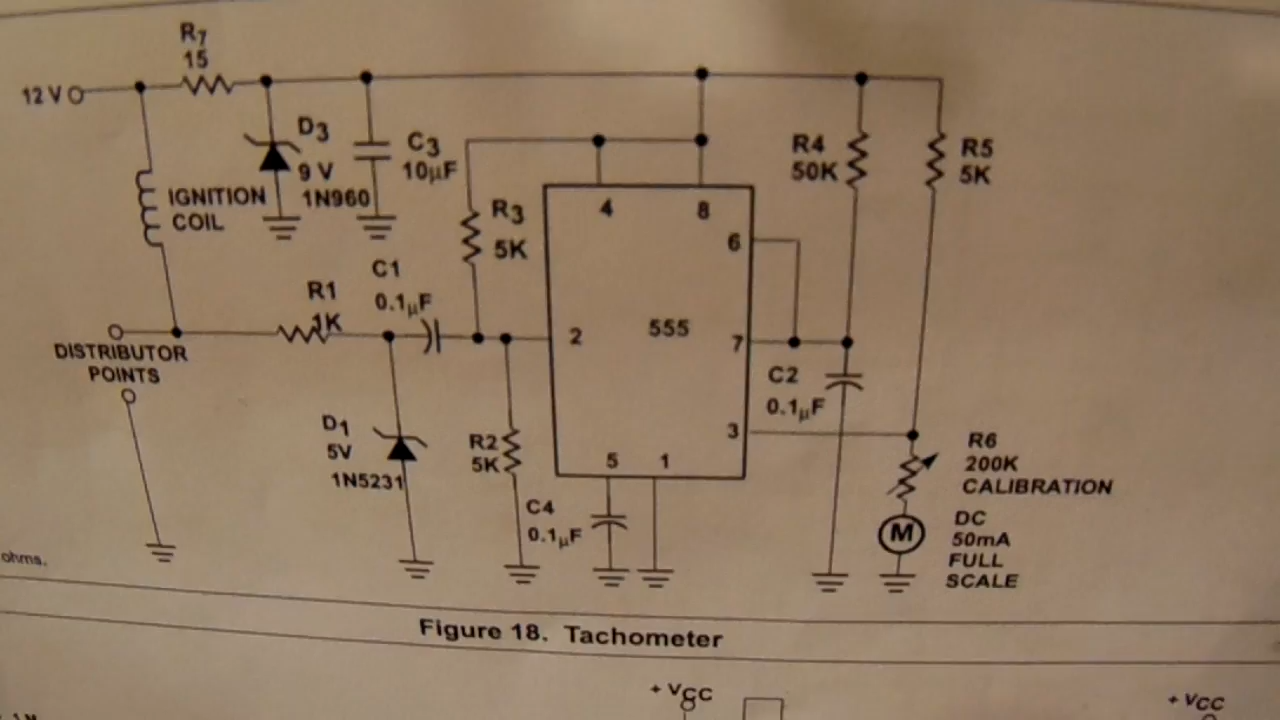 R7
15
12 V
D3
9 V
1N960
C3
10µF
IGNITION
COIL
R3
5K
4
8
6
R4
50K
R5
5K
C1
0.1µF
R1
1K
2
555
7
DISTRIBUTOR
POINTS
C2
0.1µF
D1
5V
1N5231
R2
5K
3
5
1
C4
0.1µF
R6
200K
CALIBRATION
M
DC
50mA
FULL
SCALE
ohms.
Figure 18. Tachometer
+ VCC
+ VCC